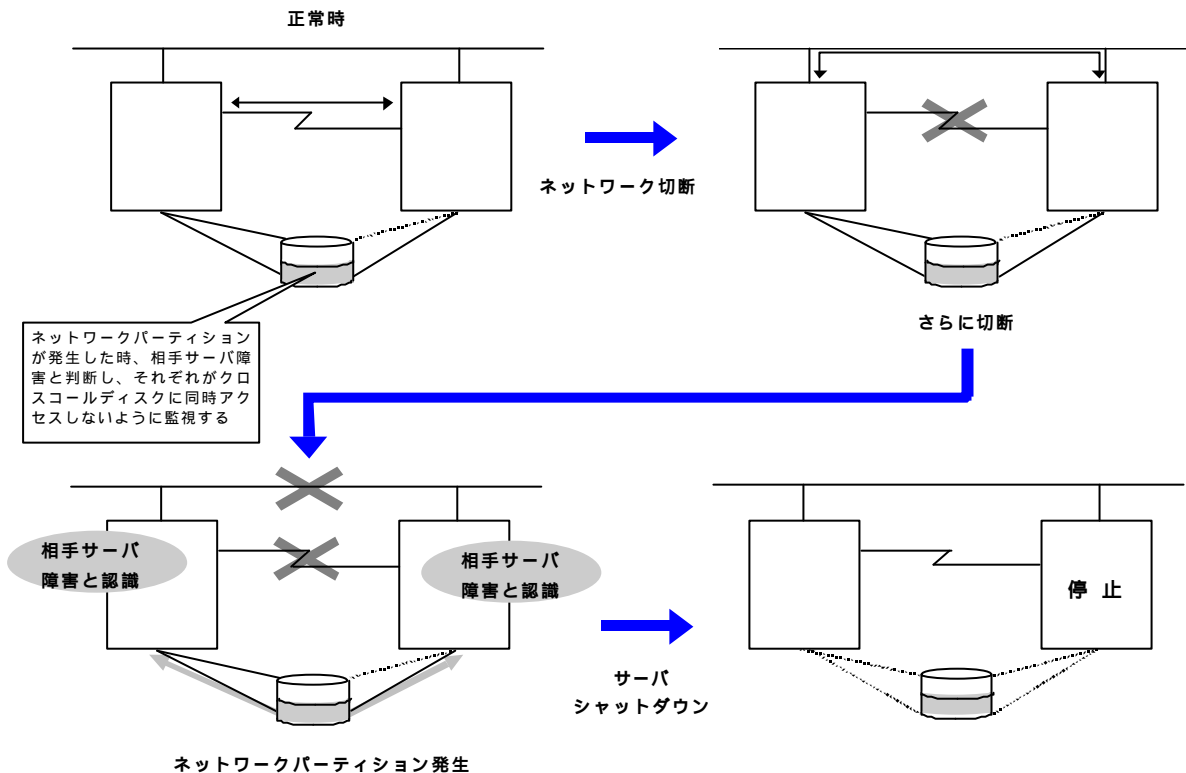 正常時
ネットワーク切断
ネットワークパーティション
が発生した時、相手サーバ障
害と判断し、それぞれがクロ
スコールディスクに同時アク
セスしないように監視する
さらに切断
相手サーバ
障害と認識
相手サーバ
障害と認識
停 止
サーバ
シャットダウン
ネットワークパーティション発生